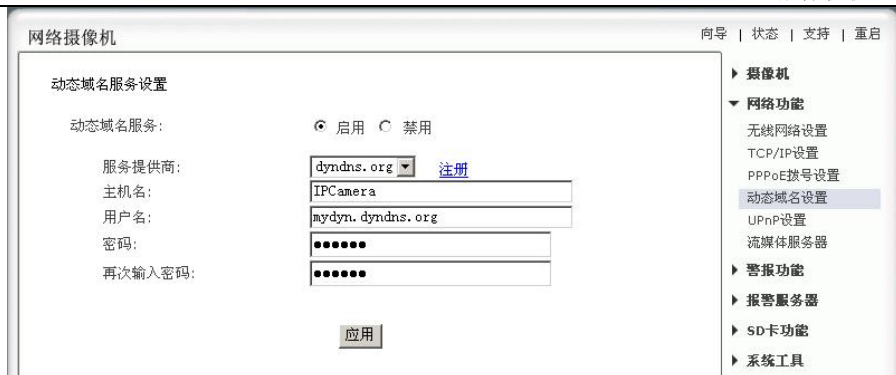 网络摄像机
向导 | 状态 | 支持 | 重启
动态域名服务设置
动态域名服务: 启用 禁用
服务提供商: dyndns.org 注册
主机名: IPCamera
用户名: mydyn.dyndns.org
密码: ●●●●●●
再次输入密码: ●●●●●●
应用
摄像机
网络功能
无线网络设置
TCP/IP设置
PPPoE拨号设置
动态域名设置
UPnP设置
流媒体服务器
警报功能
报警服务器
SD卡功能
系统工具